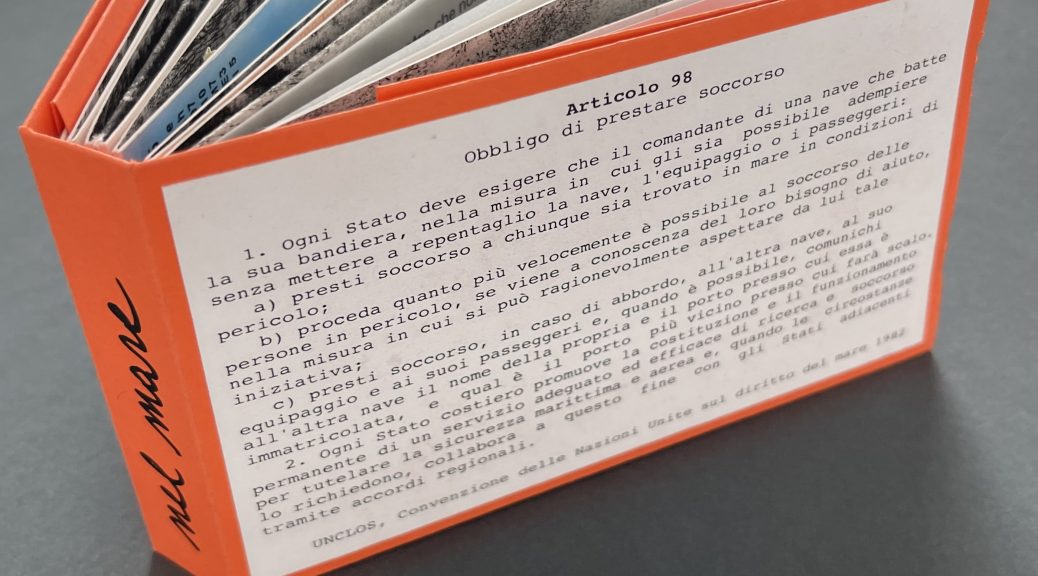 Articolo 98
Obbligo di prestare soccorso
1. Ogni Stato deve esigere che il comandante di una nave che batte
la sua bandiera, nella misura in cui gli sia possibile adempiere
senza mettere a repentaglio la nave, l'equipaggio o i passeggeri:
a) presti soccorso a chiunque sia trovato in mare in condizioni di
pericolo;
b) proceda quanto più velocemente è possibile al soccorso delle
persone in pericolo, se viene a conoscenza del loro bisogno di aiuto,
nella misura in cui si può ragionevolmente aspettare da lui tale
iniziativa;
c) presti soccorso, in caso di abbordo, all'altra nave, al suo
equipaggio e ai suoi passeggeri e, quando è possibile, comunichi
all'altra nave il nome della propria e il porto presso cui essa è
immatricolata, e qual è il porto più vicino presso cui farà scalo.
2. Ogni Stato costiero promuove la costituzione e il funzionamento
permanente di un servizio adeguato ed efficace di ricerca e soccorso
per tutelare la sicurezza marittima e aerea e, quando le circostanze
lo richiedono, collabora a questo fine con gli Stati adiacenti
tramite accordi regionali.
UNCLOS, Convenzione delle Nazioni Unite sul diritto del mare 1982
nel mare